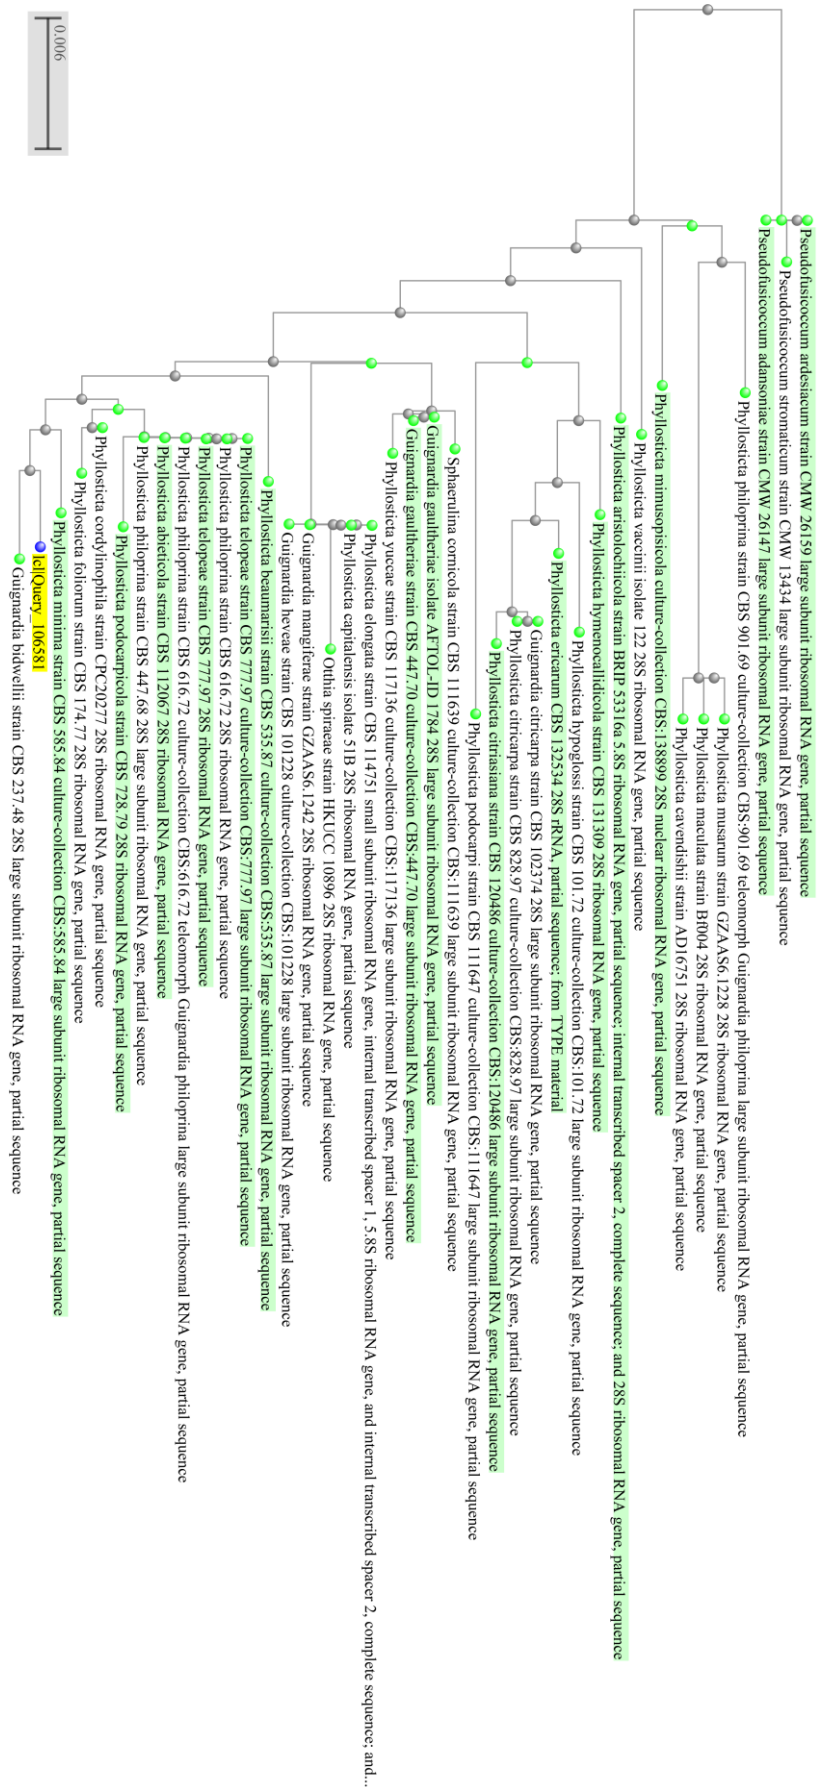 Pseudofusicoccum ardesiacum strain CMW 26159 large subunit ribosomal RNA gene, partial sequence
Pseudofusicoccum stromaticum strain CMW 13434 large subunit ribosomal RNA gene, partial sequence
Pseudofusicoccum adansoniae strain CMW 26147 large subunit ribosomal RNA gene, partial sequence
Phyllosticta philoprina strain CBS 901.69 culture-collection CBS:901.69 teleomorph Guignardia philoprina large subunit ribosomal RNA gene, partial sequence
Phyllosticta musarum strain GZAAS6.1228 28S ribosomal RNA gene, partial sequence
Phyllosticta maculata strain Bf004 28S ribosomal RNA gene, partial sequence
Phyllosticta cavendishii strain AD16751 28S ribosomal RNA gene, partial sequence
Phyllosticta minusopisicola culture-collection CBS:138899 28S nuclear ribosomal RNA gene, partial sequence
Phyllosticta vaccinii isolate 122 28S ribosomal RNA gene, partial sequence
Phyllosticta aristolochiicola strain BRIP 53316a 5.8S ribosomal RNA gene, partial sequence; internal transcribed spacer 2, complete sequence; and 28S ribosomal RNA gene, partial sequence
Phyllosticta hymenocallidicola strain CBS 131309 28S ribosomal RNA gene, partial sequence
Phyllosticta hypoglossi strain CBS 101.72 culture-collection CBS:101.72 large subunit ribosomal RNA gene, partial sequence
Phyllosticta ericarum CBS 132534 28S rRNA, partial sequence; from TYPE material
Guignardia citricarpa strain CBS 102374 28S large subunit ribosomal RNA gene, partial sequence
Phyllosticta citricarpa strain CBS 828.97 culture-collection CBS:828.97 large subunit ribosomal RNA gene, partial sequence
Phyllosticta citriasiana strain CBS 120486 culture-collection CBS:120486 large subunit ribosomal RNA gene, partial sequence
Phyllosticta podocarpi strain CBS 111647 culture-collection CBS:111647 large subunit ribosomal RNA gene, partial sequence
Sphaerulina cornicola strain CBS 111639 culture-collection CBS:111639 large subunit ribosomal RNA gene, partial sequence
Guignardia gaultheriae isolate AFTOL-ID 1784 28S large subunit ribosomal RNA gene, partial sequence
Guignardia gaultheriae strain CBS 447.70 culture-collection CBS:447.70 large subunit ribosomal RNA gene, partial sequence
Phyllosticta yuccae strain CBS 117136 culture-collection CBS:117136 large subunit ribosomal RNA gene, partial sequence
Phyllosticta elongata strain CBS 114751 small subunit ribosomal RNA gene, internal transcribed spacer 1, 5.8S ribosomal RNA gene, and internal transcribed spacer 2, complete sequence; and...
Phyllosticta capitalensis isolate 51B 28S ribosomal RNA gene, partial sequence
Orthia spiraeae strain HKUCC 10896 28S ribosomal RNA gene, partial sequence
Guignardia mangiferae strain GZAAS6.1242 28S ribosomal RNA gene, partial sequence
Guignardia heveae strain CBS 101228 culture-collection CBS:101228 large subunit ribosomal RNA gene, partial sequence
Phyllosticta beaumarisii strain CBS 535.87 culture-collection CBS:535.87 large subunit ribosomal RNA gene, partial sequence
Phyllosticta telopeae strain CBS 777.97 culture-collection CBS:777.97 large subunit ribosomal RNA gene, partial sequence
Phyllosticta philoprina strain CBS 616.72 28S ribosomal RNA gene, partial sequence
Phyllosticta telopeae strain CBS 777.97 28S ribosomal RNA gene, partial sequence
Phyllosticta philoprina strain CBS 616.72 culture-collection CBS:616.72 teleomorph Guignardia philoprina large subunit ribosomal RNA gene, partial sequence
Phyllosticta abieticola strain CBS 112067 28S ribosomal RNA gene, partial sequence
Phyllosticta philoprina strain CBS 447.68 28S large subunit ribosomal RNA gene, partial sequence
Phyllosticta podocarpicola strain CBS 728.79 28S ribosomal RNA gene, partial sequence
Phyllosticta cordylinophila strain CPC20277 28S ribosomal RNA gene, partial sequence
Phyllosticta foliorum strain CBS 174.77 28S ribosomal RNA gene, partial sequence
Phyllosticta minima strain CBS 585.84 culture-collection CBS:585.84 large subunit ribosomal RNA gene, partial sequence
lcl|Query_106581
Guignardia bidwellii strain CBS 237.48 28S large subunit ribosomal RNA gene, partial sequence
0.006